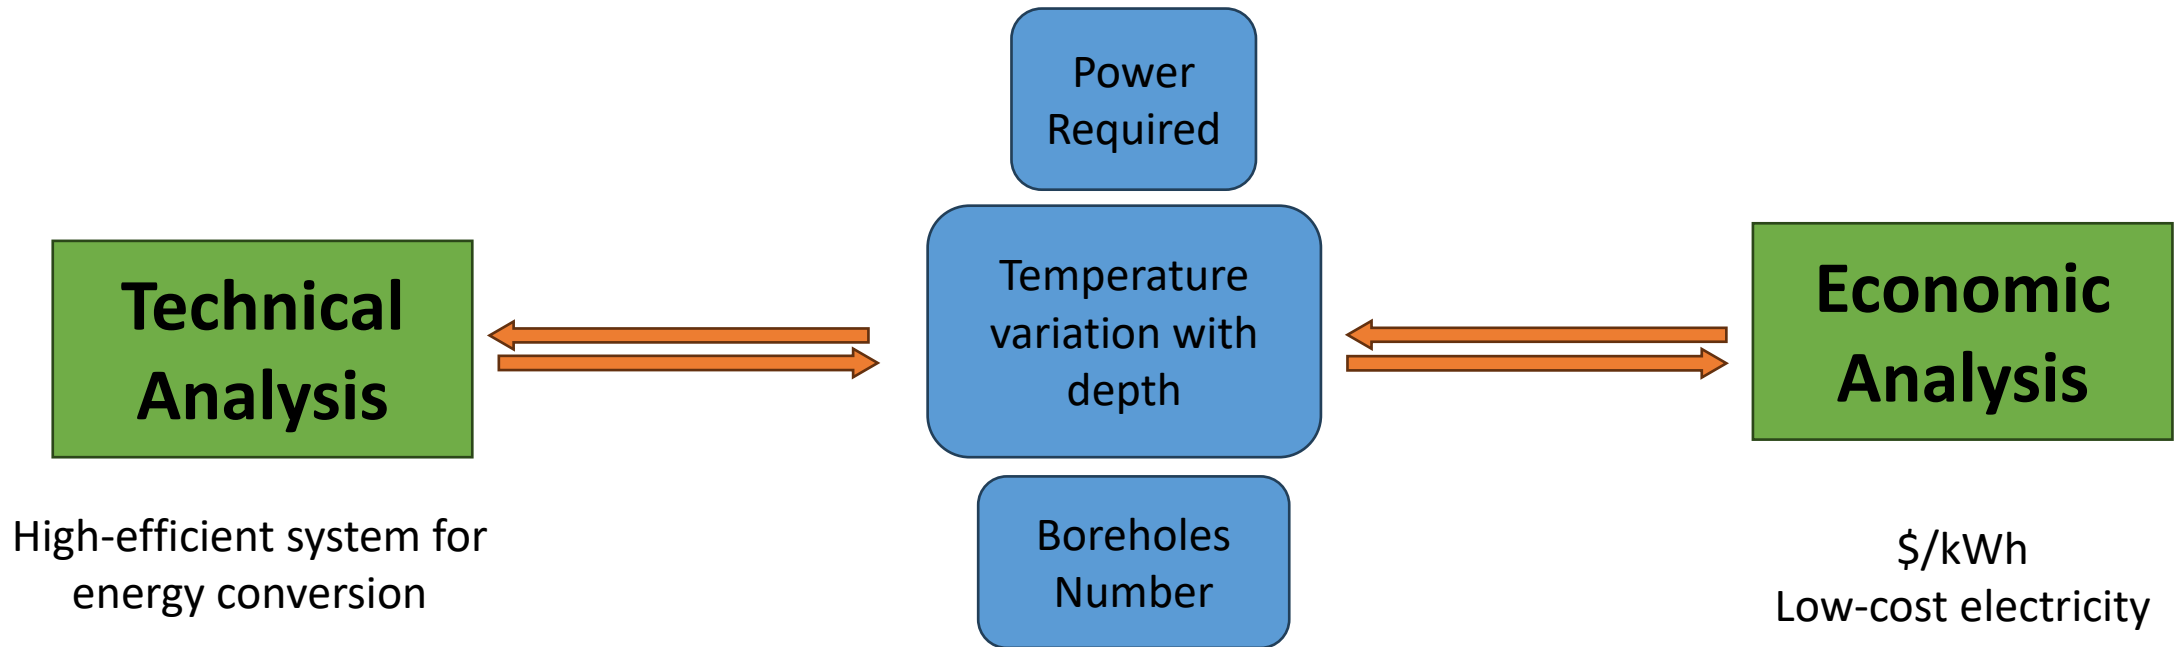 Power
Required
Technical
Analysis
High-efficient system for
energy conversion
Temperature
variation with
depth
Boreholes
Number
Economic
Analysis
$/kWh
Low-cost electricity